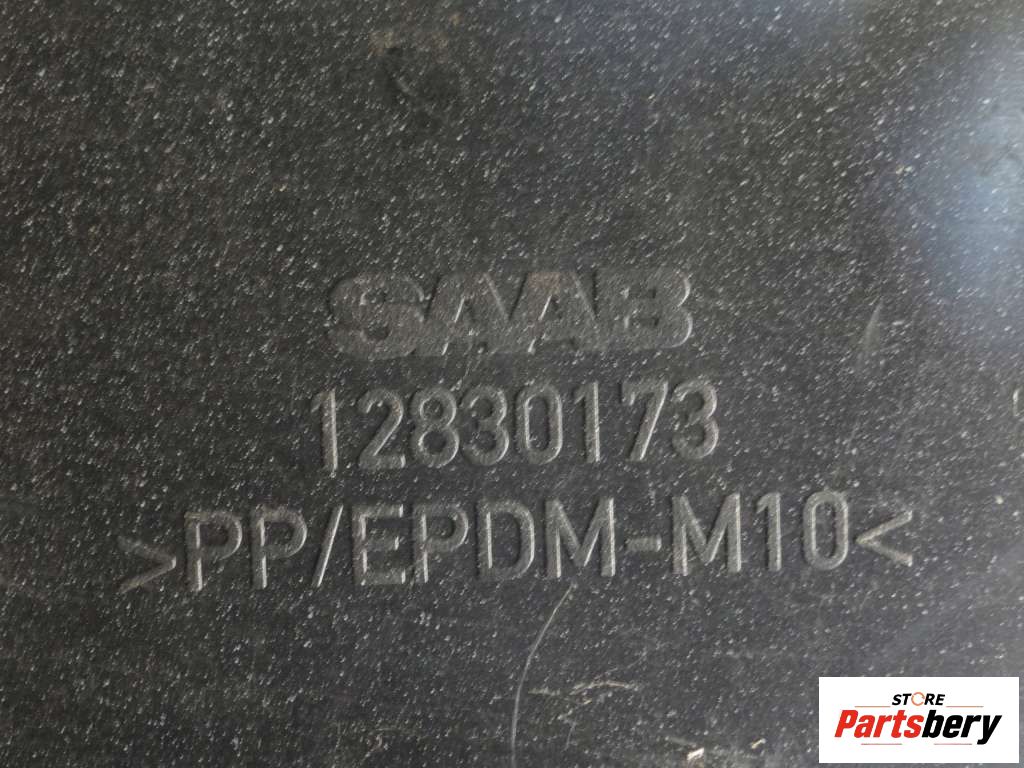 SAAB
12830173
>PP/EPDM-M10<
STORE
Partsbery